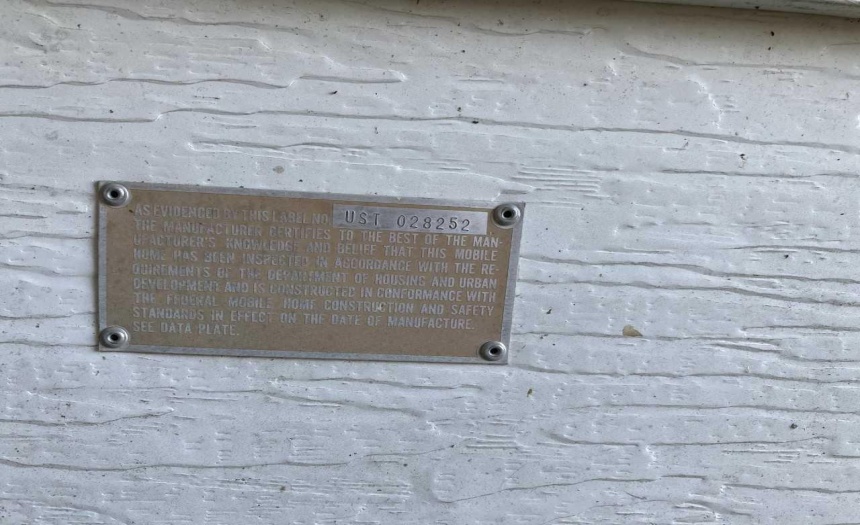 AS EVIDENCED BY THIS LABEL NO. UST 028252
THE MANUFACTURER CERTIFIES TO THE BEST OF THE MAN-
UFACTURER'S KNOWLEDGE AND BELIEF THAT THIS MOBILE
HOME HAS BEEN INSPECTED IN ACCORDANCE WITH THE RE-
QUIREMENTS OF THE DEPARTMENT OF HOUSING AND URBAN
DEVELOPMENT AND IS CONSTRUCTED IN CONFORMANCE WITH
THE FEDERAL MOBILE HOME CONSTRUCTION AND SAFETY
STANDARDS IN EFFECT ON THE DATE OF MANUFACTURE.
SEE DATA PLATE.